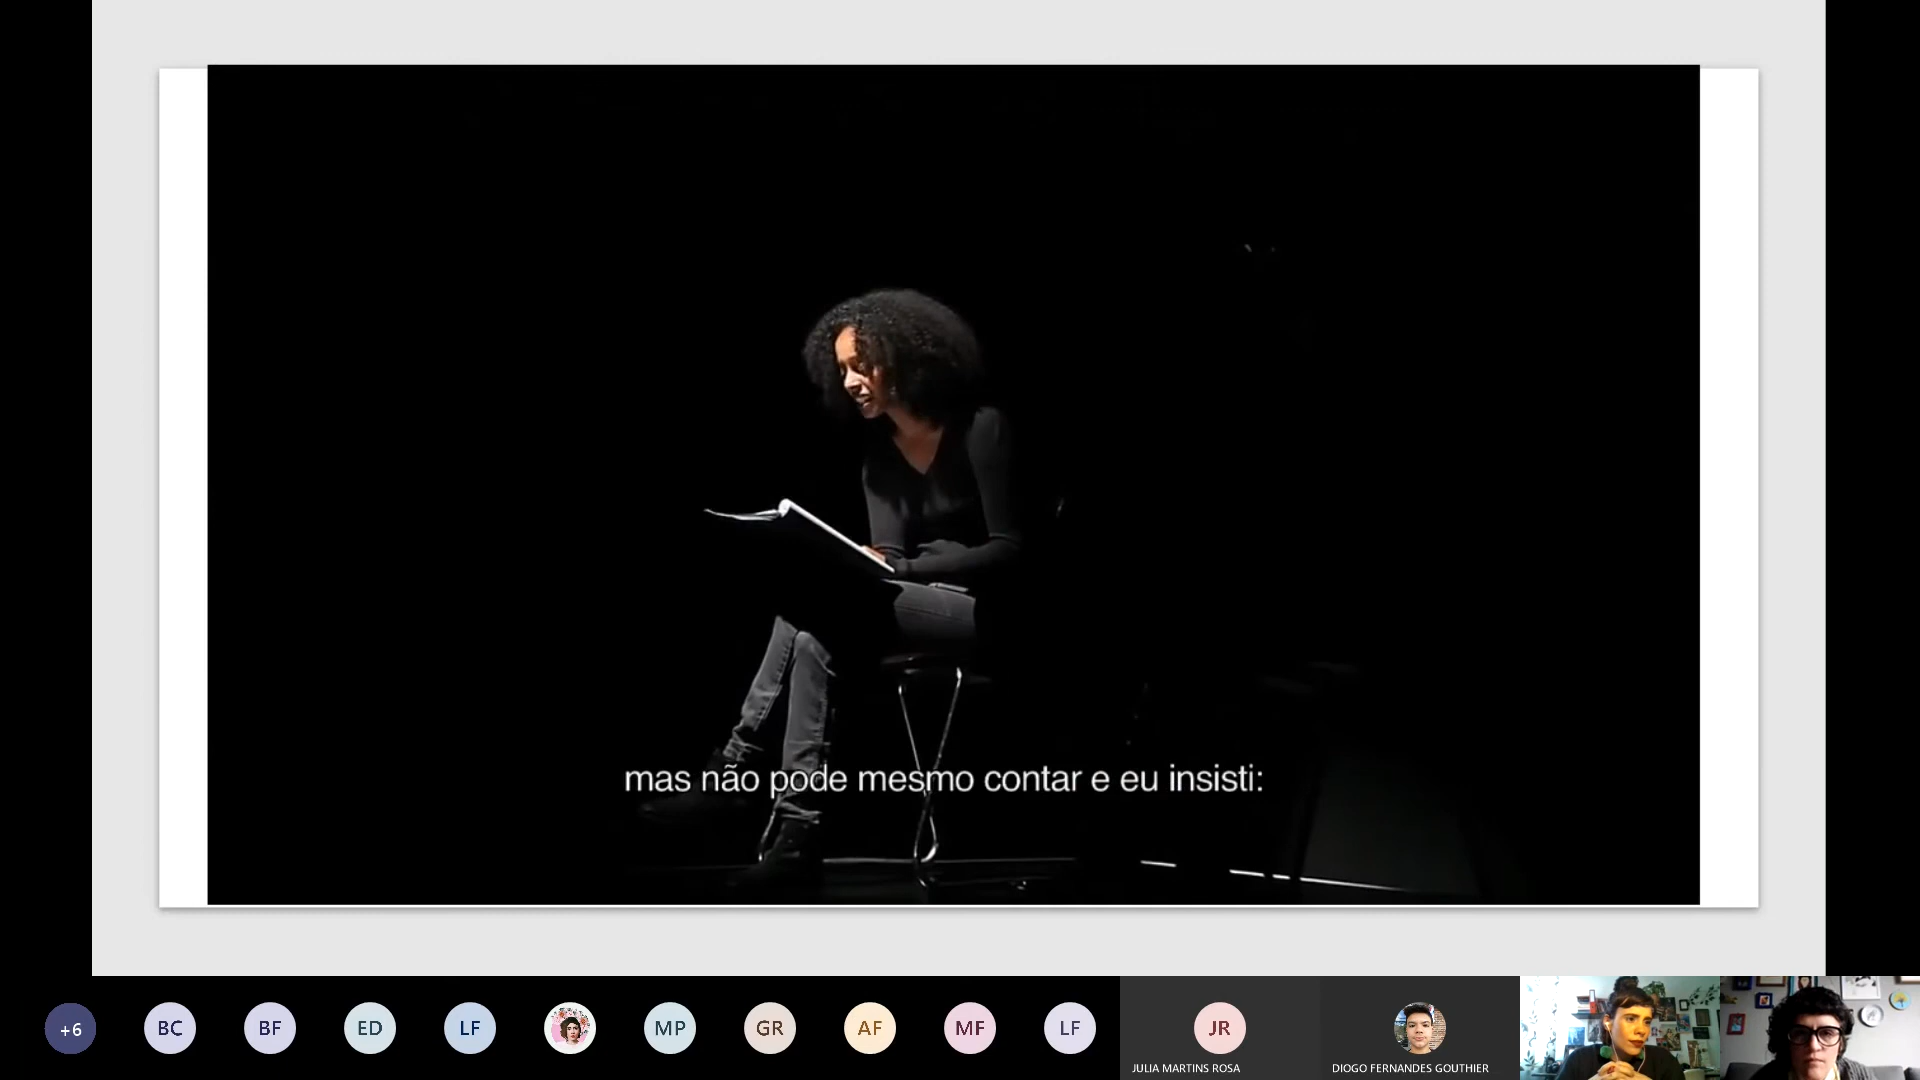 mas não pode mesmo contar e eu insisti:
+6
BC
BF
ED
LF
MP
GR
AF
MF
LF
JR
JULIA MARTINS ROSA
DIOGO FERNANDES GOUTHIER